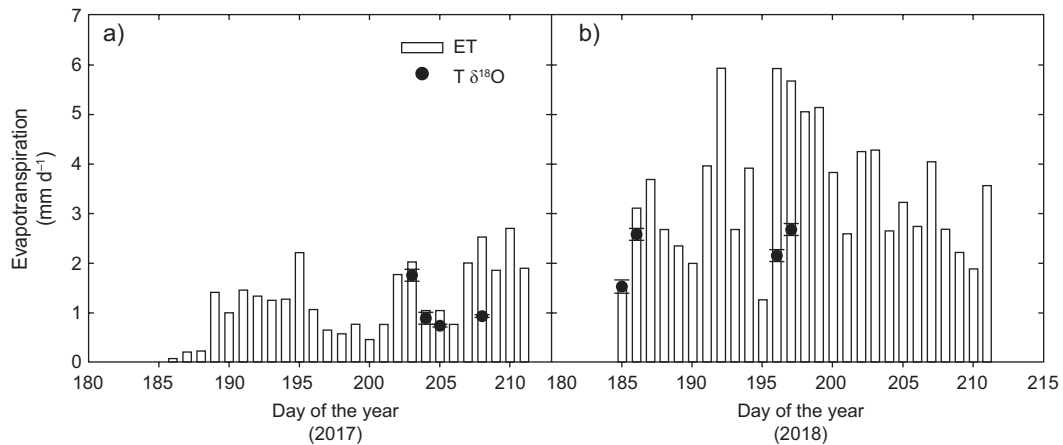 a)
ET
T δ¹⁸O
b)
7
6
5
4
3
2
1
0
Evapotranspiration
(mm d⁻¹)
180 185 190 195 200 205 210 180 185 190 195 200 205 210 215
Day of the year
(2017)
Day of the year
(2018)